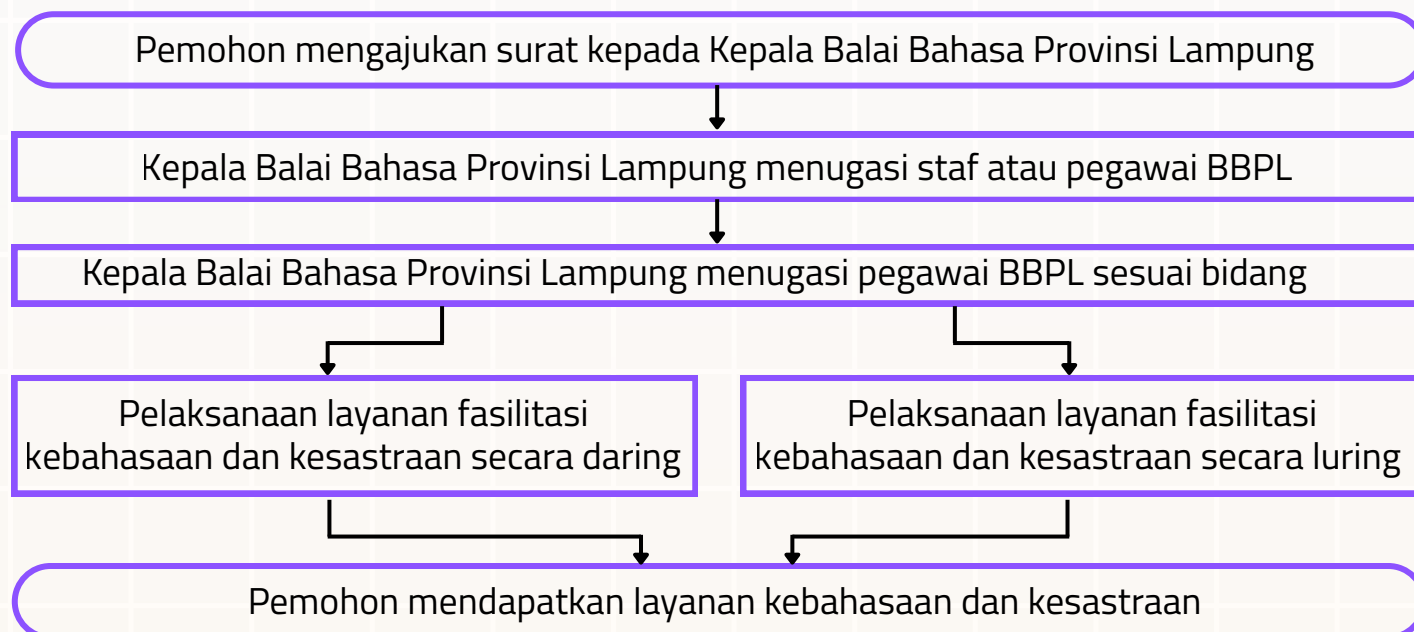 Pemohon mengajukan surat kepada Kepala Balai Bahasa Provinsi Lampung
Kepala Balai Bahasa Provinsi Lampung menugasi staf atau pegawai BBPL
Kepala Balai Bahasa Provinsi Lampung menugasi pegawai BBPL sesuai bidang
Pelaksanaan layanan fasilitasi
kebahasaan dan kesastraan secara daring
Pelaksanaan layanan fasilitasi
kebahasaan dan kesastraan secara luring
Pemohon mendapatkan layanan kebahasaan dan kesastraan